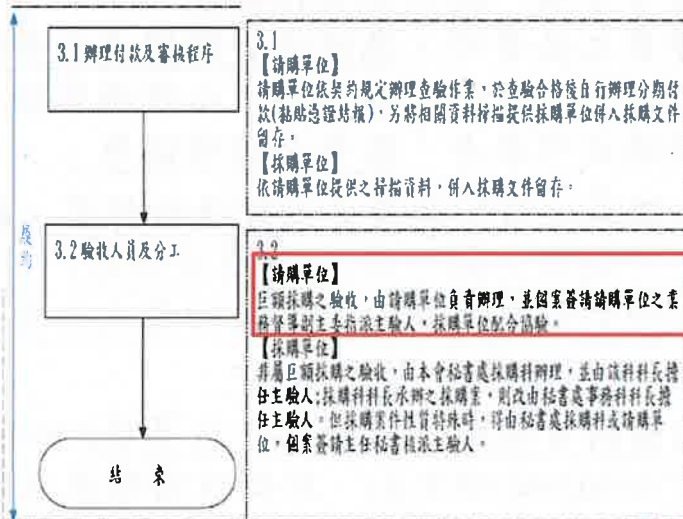 3.1 辦理付款及審核程序
3.1
【請購單位】
請購單位依契約規定辦理查驗作業，於查驗合格後自行辦理分期付
款(黏貼憑證結報)，另將相關資料掃描提供採購單位併入採購文件
留存。
【採購單位】
依請購單位提供之掃描資料，併入採購文件留存。
履約
3.2 驗收人員及分工
3.2
【請購單位】
巨額採購之驗收，由請購單位負責辦理，並個案簽請請購單位之業
務督導副主委指派主驗人，採購單位配合協驗。
【採購單位】
非屬巨額採購之驗收，由本會秘書處採購科辦理，並由該科科長擔
任主驗人;採購科科長承辦之採購案，則改由秘書處事務科科長擔
任主驗人。但採購案件性質特殊時，得由秘書處採購科或請購單
位，個案簽請主任秘書核派主驗人。
結 束